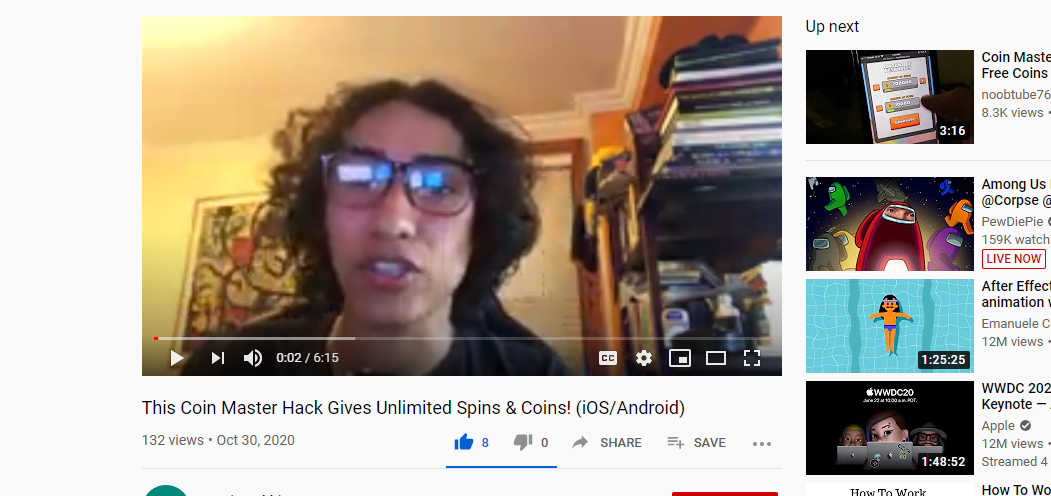 0:02 / 6:15
CC
This Coin Master Hack Gives Unlimited Spins & Coins! (iOS/Android)
132 views • Oct 30, 2020
8
0
SHARE
SAVE
Up next
3:16
Coin Maste
Free Coins
noobtube76
8.3K views •
Among Us
@Corpse @
PewDiePie
159K watchi
LIVE NOW
1:25:25
After Effect
animation
Emanuele C
12M views •
WWDC20
1:48:52
WWDC 202
Keynote —
Apple
12M views •
Streamed 4
How To Work
How To Wo